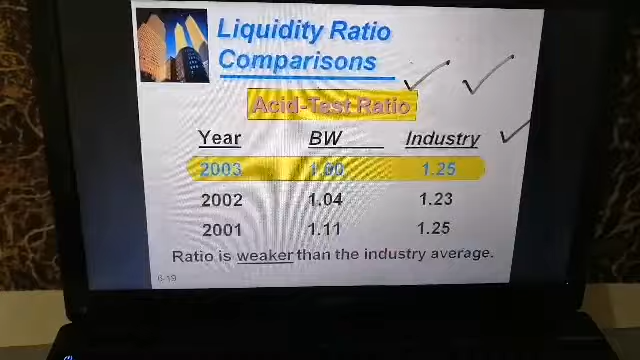 Liquidity Ratio
Comparisons
Acid-Test Ratio
Year BW Industry
2003 1.00 1.25
2002 1.04 1.23
2001 1.11 1.25
Ratio is weaker than the industry average.
6-19